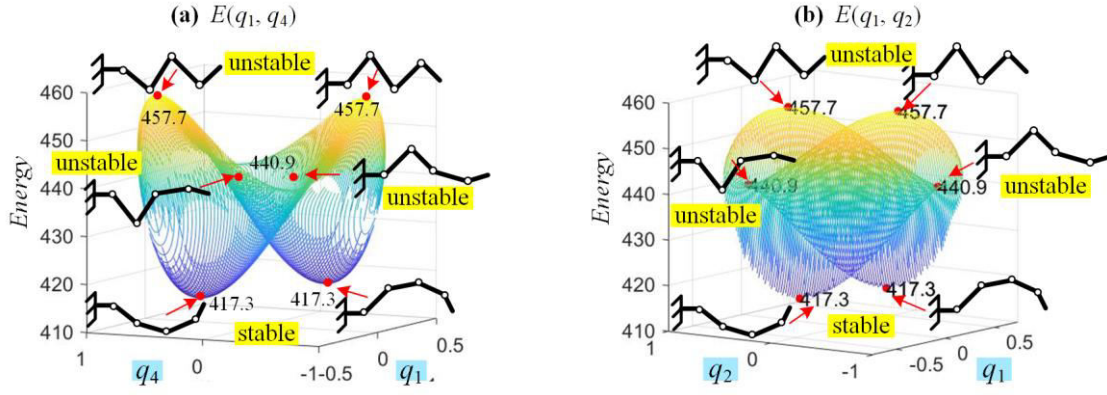 (a) E(q1, q4)
unstable
460
457.7
457.7
450
unstable
440.9
440
unstable
430
420
417.3
417.3
410
stable
1
0
-1
-0.5
0
0.5
q4
q1
Energy
(b) E(q1, q2)
unstable
460
457.7
457.7
450
440
440.9
440.9
unstable
unstable
430
420
417.3
417.3
410
stable
1
0
-1
-0.5
0
0.5
q2
q1
Energy